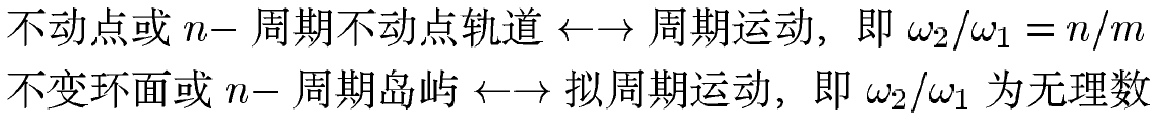 不动点或 n− 周期不动点轨道 ←→ 周期运动，即 ω₂/ω₁ = n/m
不变环面或 n− 周期岛屿 ←→ 拟周期运动，即 ω₂/ω₁ 为无理数